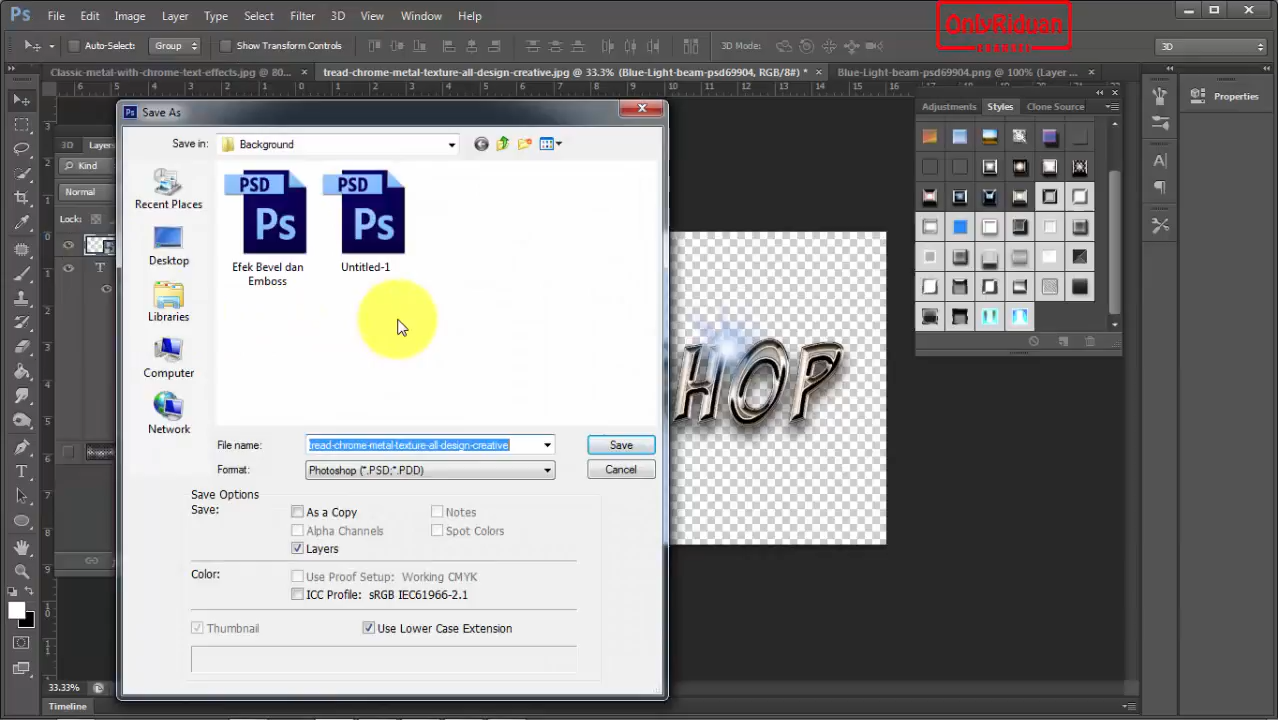 Ps File Edit Image Layer Type Select Filter 3D View Window Help
OnlyRiduan
Auto-Select: Group Show Transform Controls 3D Mode: 3D
Classic-metal-with-chrome-text-effects.jpg @ 80... × tread-chrome-metal-texture-all-design-creative.jpg @ 33.3% (Blue-Light-beam-psd69904, RGB/8#) * × Blue-Light-beam-psd69904.png @ 100% (Layer ... ×
Ps Save As
Save in: Background
PSD PSD
Ps Ps
Efek Bevel dan
Emboss
Untitled-1
Recent Places
Desktop
Libraries
Computer
Network
File name: tread-chrome-metal-texture-all-design-creative Save
Format: Photoshop (*.PSD;*.PDD) Cancel
Save Options
Save: As a Copy Notes
Alpha Channels Spot Colors
Layers
Color: Use Proof Setup: Working CMYK
ICC Profile: sRGB IEC61966-2.1
Thumbnail Use Lower Case Extension
3D Layers
Kind
Normal
Lock:
T
HOP
Adjustments Styles Clone Source
Properties
33.33%
Timeline